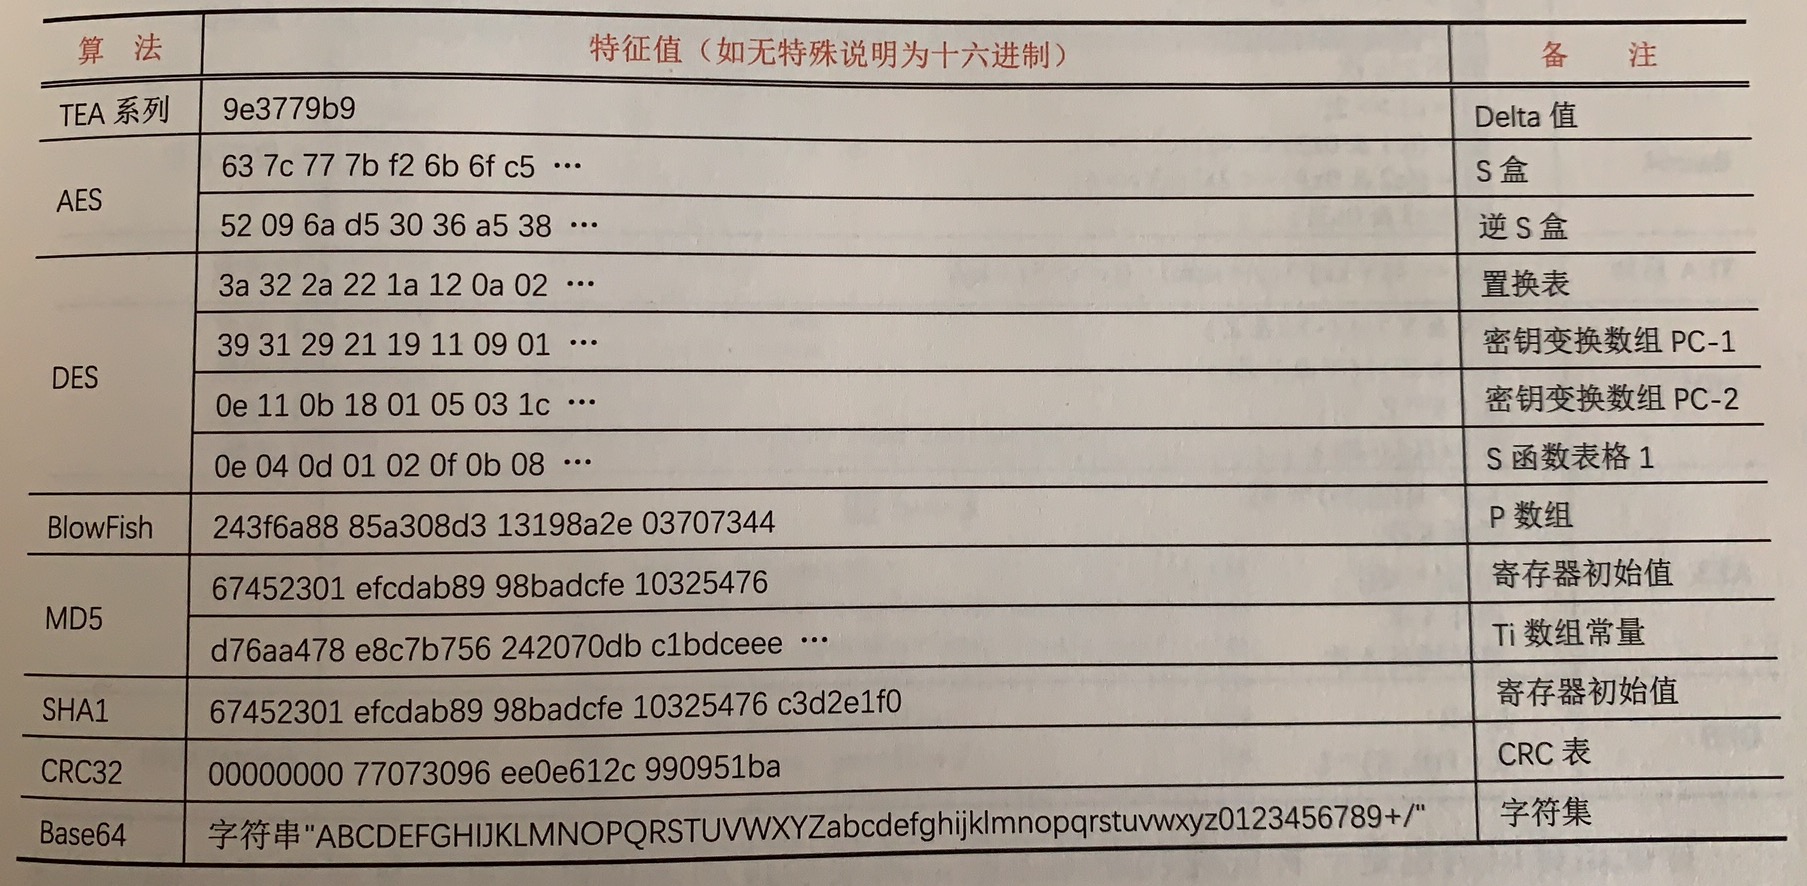 算 法 特征值（如无特殊说明为十六进制） 备 注
TEA 系列 9e3779b9 Delta 值
AES 63 7c 77 7b f2 6b 6f c5 ··· S 盒
52 09 6a d5 30 36 a5 38 ··· 逆 S 盒
DES 3a 32 2a 22 1a 12 0a 02 ··· 置换表
39 31 29 21 19 11 09 01 ··· 密钥变换数组 PC-1
0e 11 0b 18 01 05 03 1c ··· 密钥变换数组 PC-2
0e 04 0d 01 02 0f 0b 08 ··· S 函数表格 1
BlowFish 243f6a88 85a308d3 13198a2e 03707344 P 数组
MD5 67452301 efcdab89 98badcfe 10325476 寄存器初始值
d76aa478 e8c7b756 242070db c1bdceee ··· Ti 数组常量
SHA1 67452301 efcdab89 98badcfe 10325476 c3d2e1f0 寄存器初始值
CRC32 00000000 77073096 ee0e612c 990951ba CRC 表
Base64 字符串"ABCDEFGHIJKLMNOPQRSTUVWXYZabcdefghijklmnopqrstuvwxyz0123456789+/" 字符集